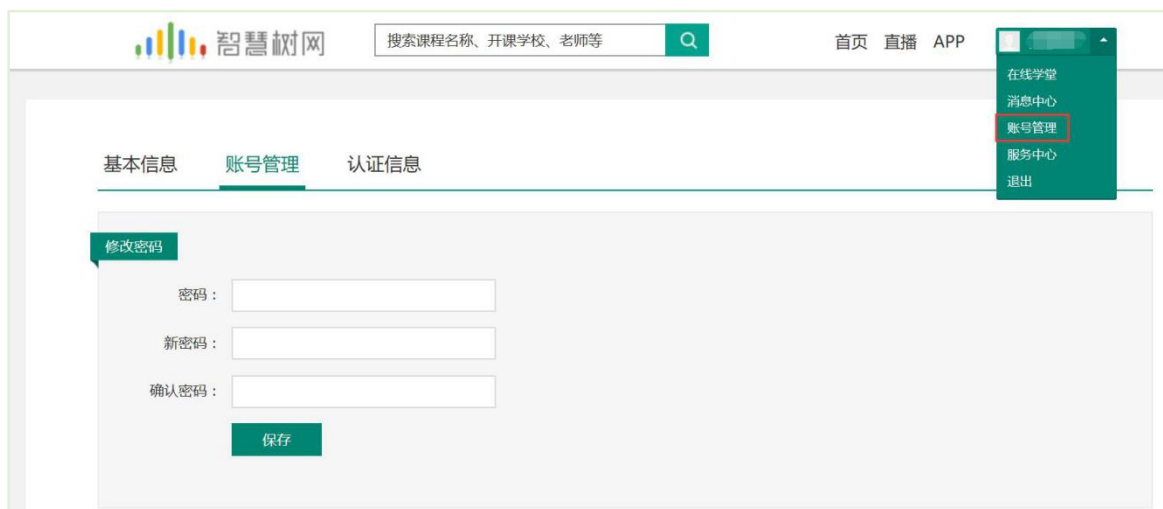 智慧树网
搜索课程名称、开课学校、老师等
首页 直播 APP
在线学堂
消息中心
账号管理
服务中心
退出
基本信息 账号管理 认证信息
修改密码
密码：
新密码：
确认密码：
保存